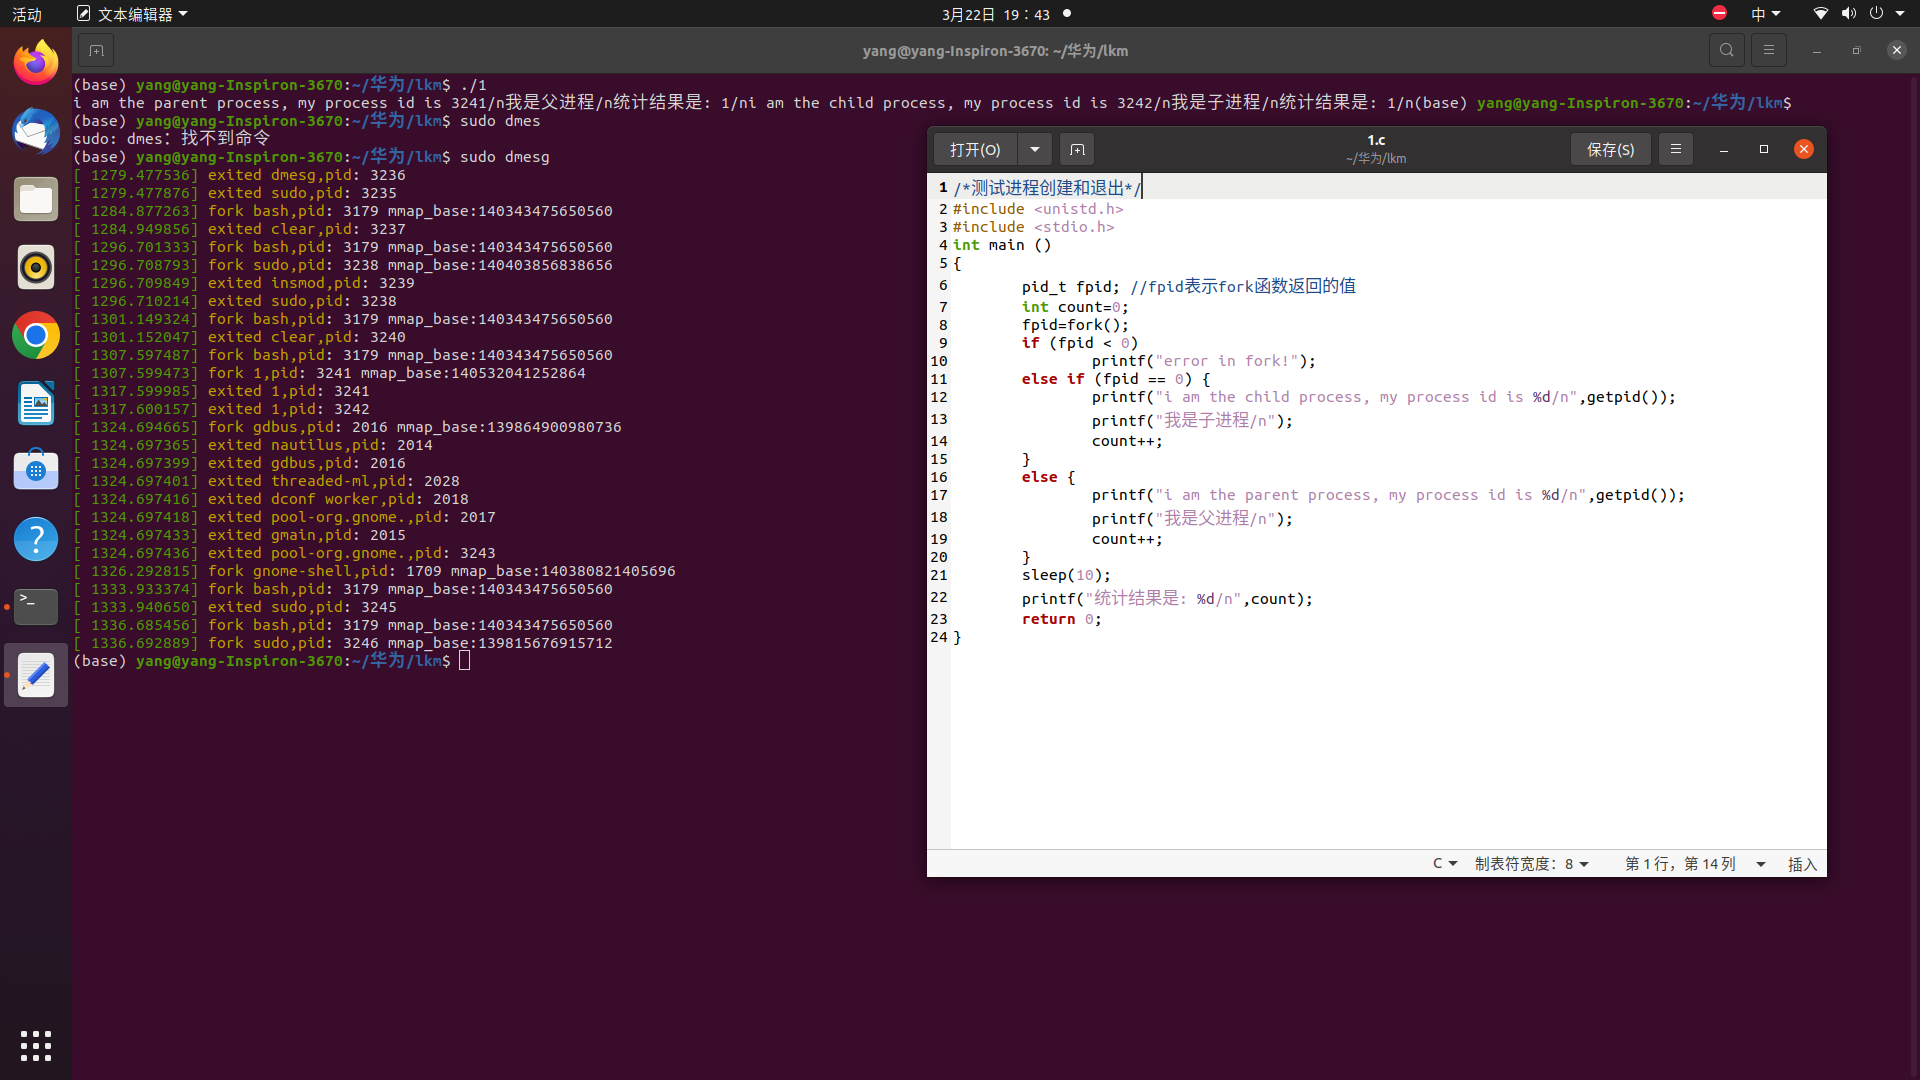 活动
文本编辑器
3月22日 19：43
中
yang@yang-Inspiron-3670: ~/华为/lkm
(base) yang@yang-Inspiron-3670:~/华为/lkm$ ./1
i am the parent process, my process id is 3241/n我是父进程/n统计结果是: 1/ni am the child process, my process id is 3242/n我是子进程/n统计结果是: 1/n(base) yang@yang-Inspiron-3670:~/华为/lkm$
(base) yang@yang-Inspiron-3670:~/华为/lkm$ sudo dmes
sudo: dmes：找不到命令
(base) yang@yang-Inspiron-3670:~/华为/lkm$ sudo dmesg
[ 1279.477536] exited dmesg,pid: 3236
[ 1279.477876] exited sudo,pid: 3235
[ 1284.877263] fork bash,pid: 3179 mmap_base:140343475650560
[ 1284.949856] exited clear,pid: 3237
[ 1296.701333] fork bash,pid: 3179 mmap_base:140343475650560
[ 1296.708793] fork sudo,pid: 3238 mmap_base:140403856838656
[ 1296.709849] exited insmod,pid: 3239
[ 1296.710214] exited sudo,pid: 3238
[ 1301.149324] fork bash,pid: 3179 mmap_base:140343475650560
[ 1301.152047] exited clear,pid: 3240
[ 1307.597487] fork bash,pid: 3179 mmap_base:140343475650560
[ 1307.599473] fork 1,pid: 3241 mmap_base:140532041252864
[ 1317.599985] exited 1,pid: 3241
[ 1317.600157] exited 1,pid: 3242
[ 1324.694665] fork gdbus,pid: 2016 mmap_base:139864900980736
[ 1324.697365] exited nautilus,pid: 2014
[ 1324.697399] exited gdbus,pid: 2016
[ 1324.697401] exited threaded-ml,pid: 2028
[ 1324.697416] exited dconf worker,pid: 2018
[ 1324.697418] exited pool-org.gnome.,pid: 2017
[ 1324.697433] exited gmain,pid: 2015
[ 1324.697436] exited pool-org.gnome.,pid: 3243
[ 1326.292815] fork gnome-shell,pid: 1709 mmap_base:140380821405696
[ 1333.933374] fork bash,pid: 3179 mmap_base:140343475650560
[ 1333.940650] exited sudo,pid: 3245
[ 1336.685456] fork bash,pid: 3179 mmap_base:140343475650560
[ 1336.692889] fork sudo,pid: 3246 mmap_base:139815676915712
(base) yang@yang-Inspiron-3670:~/华为/lkm$
打开(O)
1.c
~/华为/lkm
保存(S)
1 /*测试进程创建和退出*/
2 #include <unistd.h>
3 #include <stdio.h>
4 int main ()
5 {
6 pid_t fpid; //fpid表示fork函数返回的值
7 int count=0;
8 fpid=fork();
9 if (fpid < 0)
10 printf("error in fork!");
11 else if (fpid == 0) {
12 printf("i am the child process, my process id is %d/n",getpid());
13 printf("我是子进程/n");
14 count++;
15 }
16 else {
17 printf("i am the parent process, my process id is %d/n",getpid());
18 printf("我是父进程/n");
19 count++;
20 }
21 sleep(10);
22 printf("统计结果是: %d/n",count);
23 return 0;
24 }
C 制表符宽度：8 第 1 行，第 14 列 插入